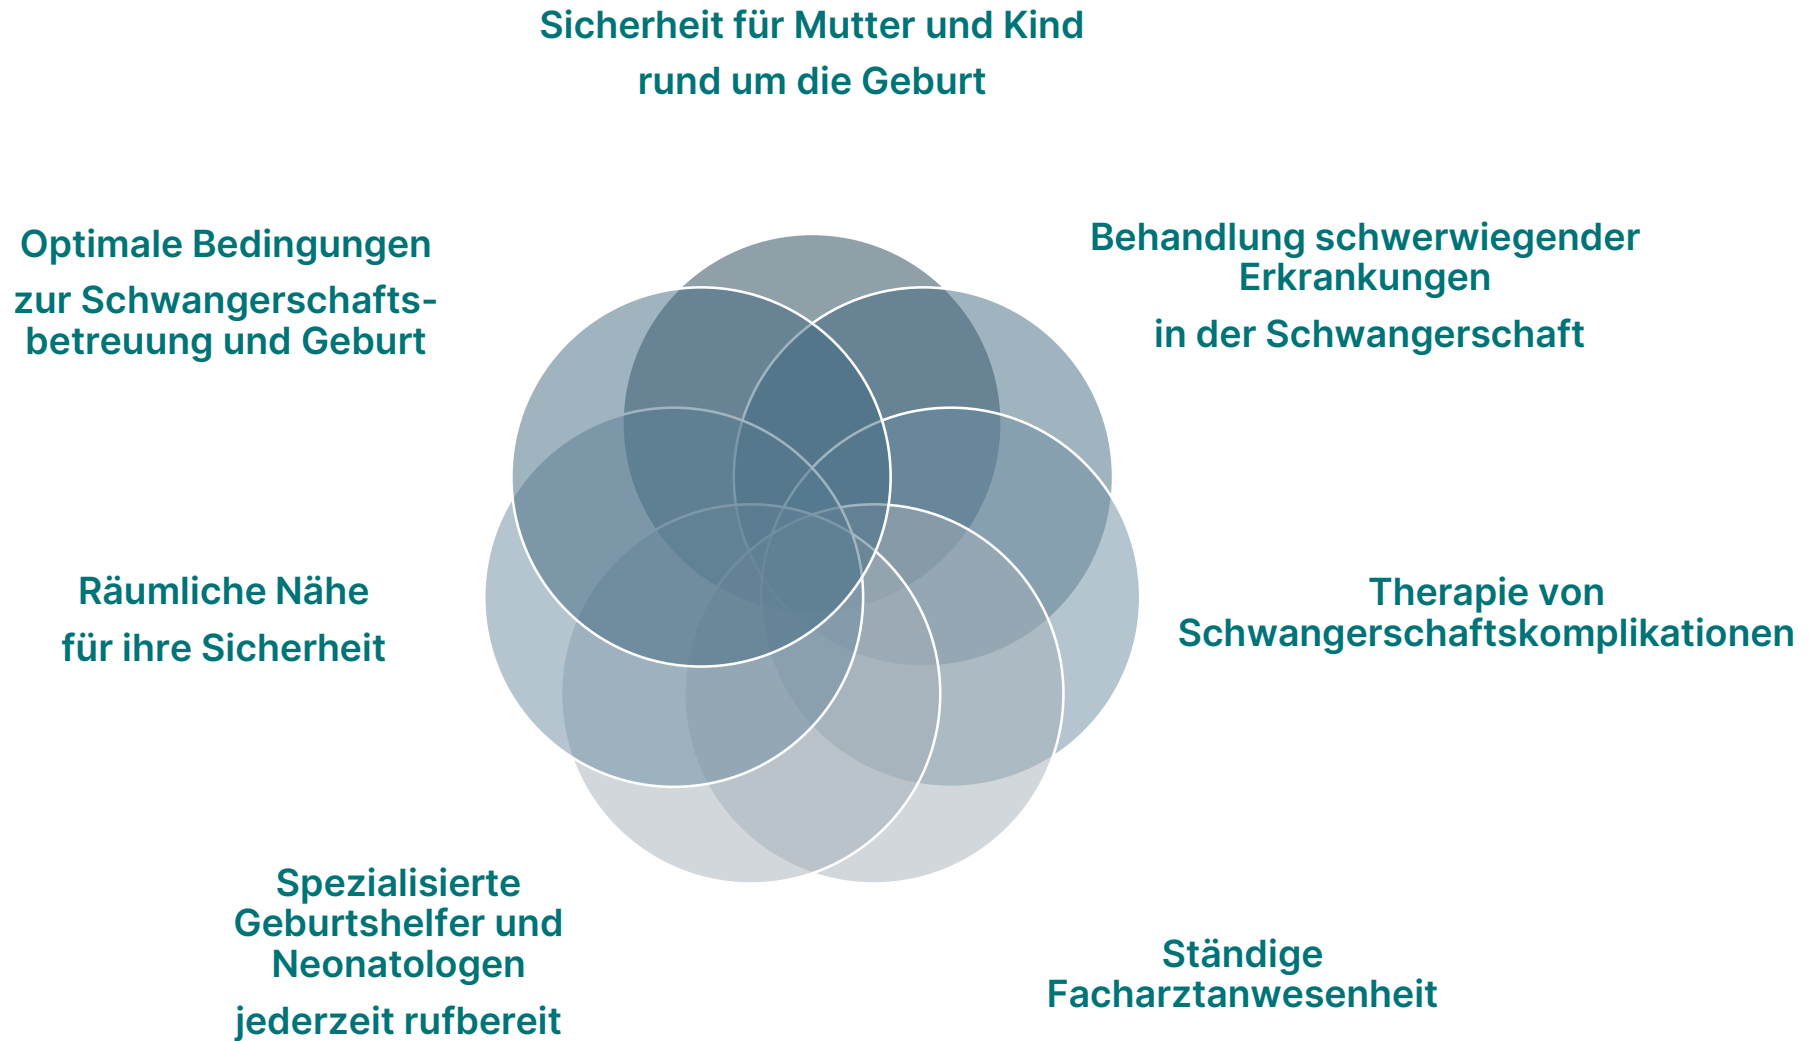 Sicherheit für Mutter und Kind
rund um die Geburt
Optimale Bedingungen
zur Schwangerschafts-
betreuung und Geburt
Behandlung schwerwiegender
Erkrankungen
in der Schwangerschaft
Räumliche Nähe
für ihre Sicherheit
Therapie von
Schwangerschaftskomplikationen
Spezialisierte
Geburtshelfer und
Neonatologen
jederzeit rufbereit
Ständige
Facharztanwesenheit